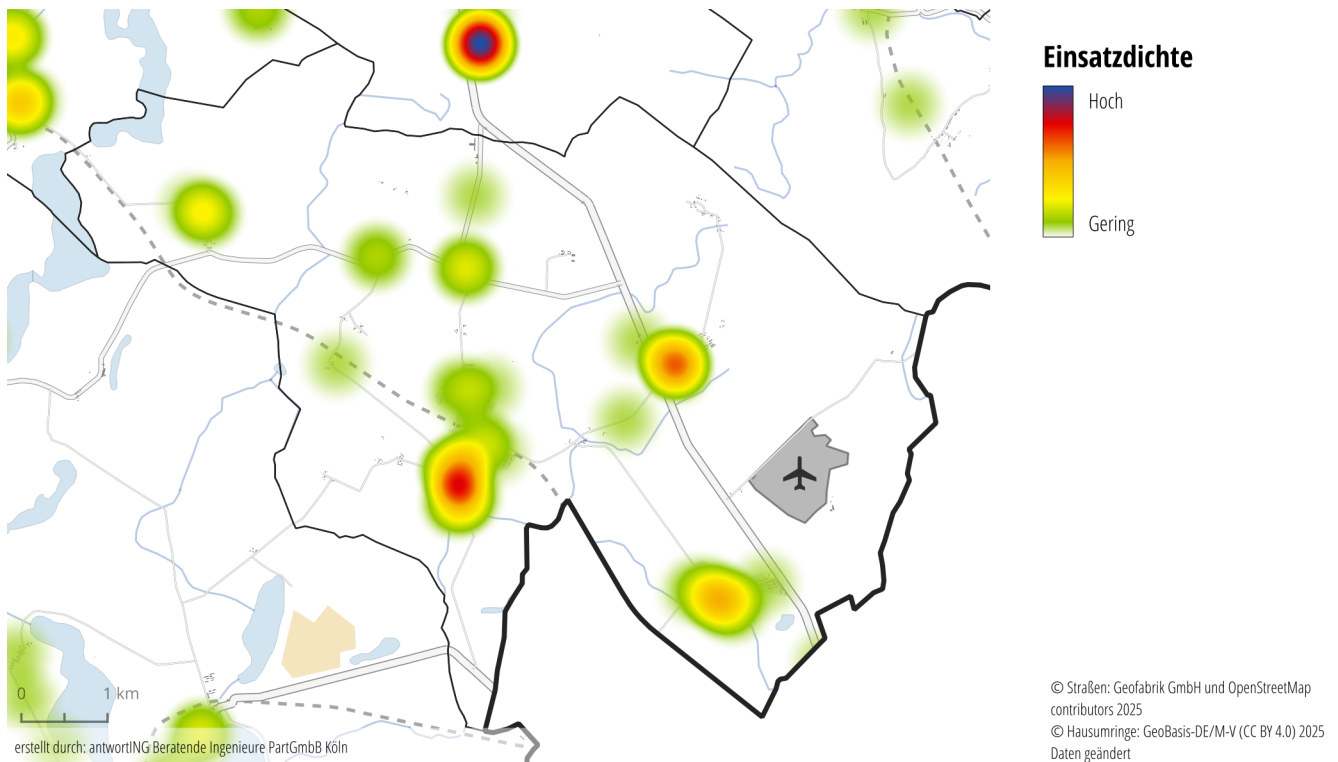 Einsatzdichte
Hoch
Gering
0 1 km
erstellt durch: antwortING Beratende Ingenieure PartGmbB Köln
© Straßen: Geofabrik GmbH und OpenStreetMap
contributors 2025
© Hausumringe: GeoBasis-DE/M-V (CC BY 4.0) 2025
Daten geändert